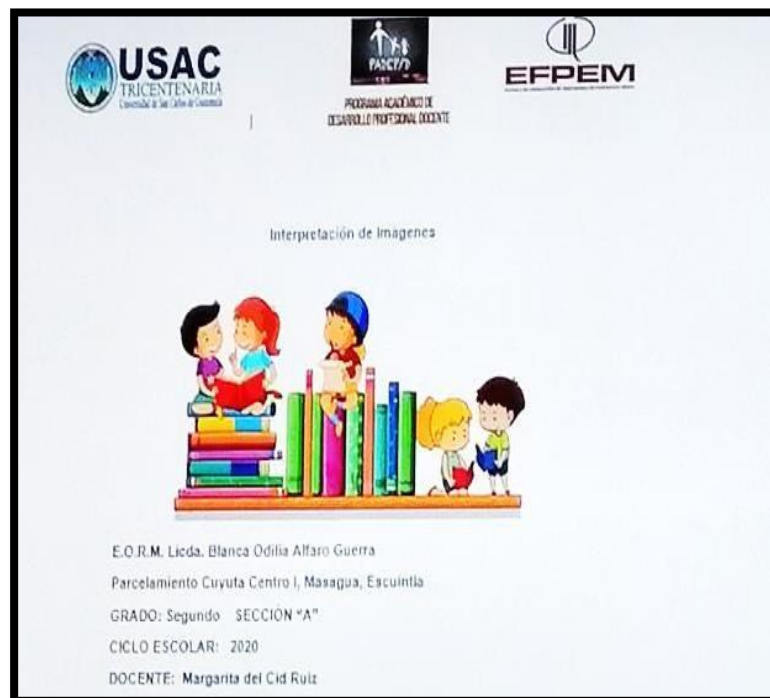 USAC
TRICENTENARIA
Universidad de San Carlos de Guatemala
PADEP/D
PROGRAMA ACADÉMICO DE
DESARROLLO PROFESIONAL DOCENTE
EFPEM
Interpretación de Imágenes
E.O.R.M. Licda. Blanca Odilia Alfaro Guerra
Parcelamiento Cuyuta Centro I, Masagua, Escuintla
GRADO: Segundo SECCIÓN "A"
CICLO ESCOLAR: 2020
DOCENTE: Margarita del Cid Ruiz